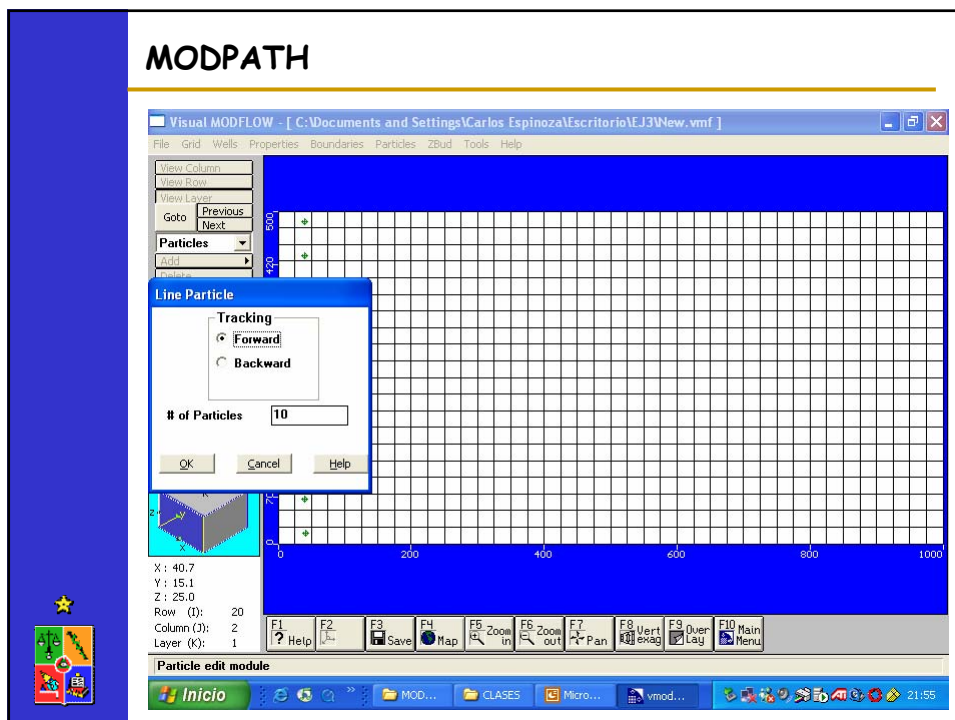 MODPATH
Visual MODFLOW - [ C:\Documents and Settings\Carlos Espinoza\Escritorio\EJ3\New.vmf ]
File Grid Wells Properties Boundaries Particles ZBud Tools Help
View Column
View Row
View Layer
Goto Previous
Next
Particles
Add
Delete
Line Particle
Tracking
Forward
Backward
# of Particles 10
OK Cancel Help
500
420
0
0 200 400 600 800 1000
z
y
x
X : 40.7
Y : 15.1
Z : 25.0
Row (I): 20
Column (J): 2
Layer (K): 1
F1 ? Help F2 F3 Save F4 Map F5 Zoom in F6 Zoom out F7 Pan F8 Vert exag F9 Over Lay F10 Main Menu
Particle edit module
Inicio » MOD... CLASES Micro... vmod... 21:55